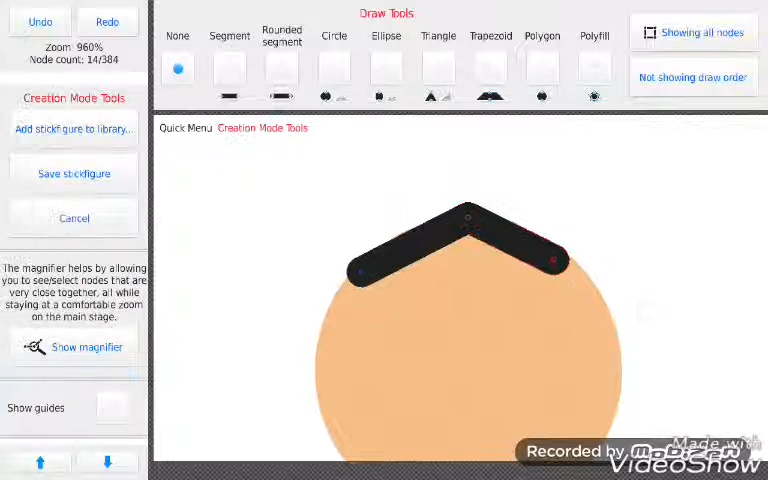 Undo
Redo
Zoom 960%
Node count: 14/384
Creation Mode Tools
Add stickfigure to library...
Save stickfigure
Cancel
The magnifier helps by allowing
you to see/select nodes that are
very close together, all while
staying at a comfortable zoom
on the main stage.
Show magnifier
Show guides
Draw Tools
None
Segment
Rounded
segment
Circle
Ellipse
Triangle
Trapezoid
Polygon
Polyfill
Showing all nodes
Not showing draw order
Quick Menu Creation Mode Tools
Recorded by
Made with
VideoShow